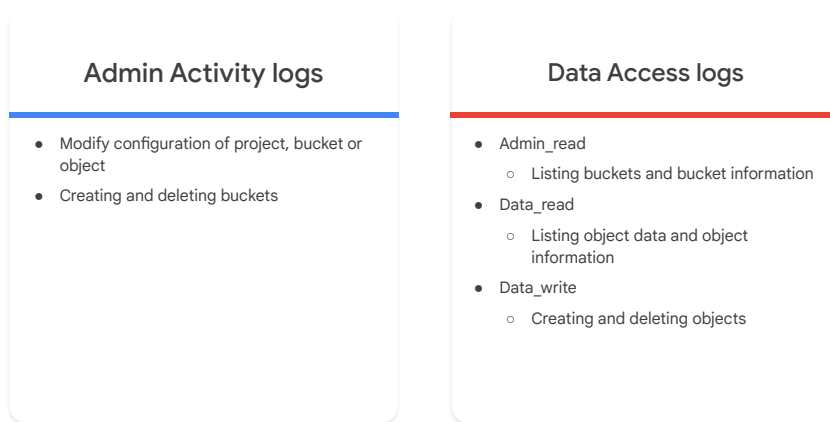 Admin Activity logs
● Modify configuration of project, bucket or
object
● Creating and deleting buckets
Data Access logs
● Admin_read
○ Listing buckets and bucket information
● Data_read
○ Listing object data and object
information
● Data_write
○ Creating and deleting objects